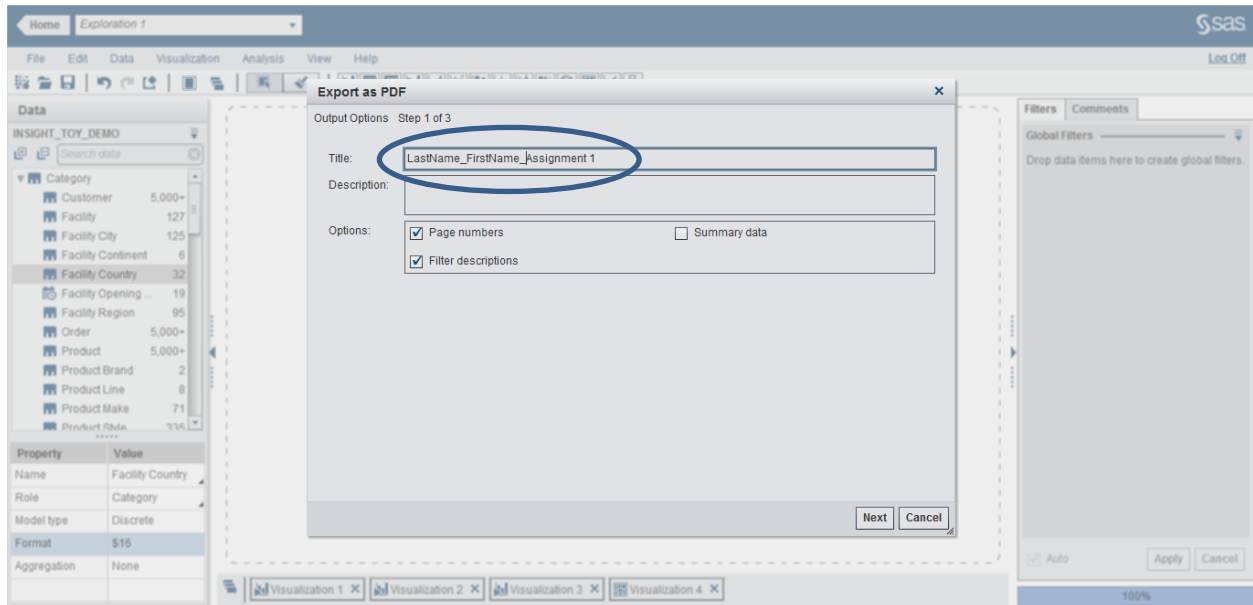 Home Exploration 1
sas
File Edit Data Visualization Analysis View Help Log Off
Data
INSIGHT_TOY_DEMO
Search data
Category
Customer 5,000+
Facility 127
Facility City 125
Facility Continent 6
Facility Country 32
Facility Opening ... 19
Facility Region 95
Order 5,000+
Product 5,000+
Product Brand 2
Product Line 8
Product Make 71
Product Style 335
Property Value
Name Facility Country
Role Category
Model type Discrete
Format $16
Aggregation None
Export as PDF
Output Options Step 1 of 3
Title: LastName_FirstName_Assignment 1
Description:
Options: Page numbers Summary data
Filter descriptions
Next Cancel
Visualization 1 Visualization 2 Visualization 3 Visualization 4
Filters Comments
Global Filters
Drop data items here to create global filters.
Auto Apply Cancel
100%